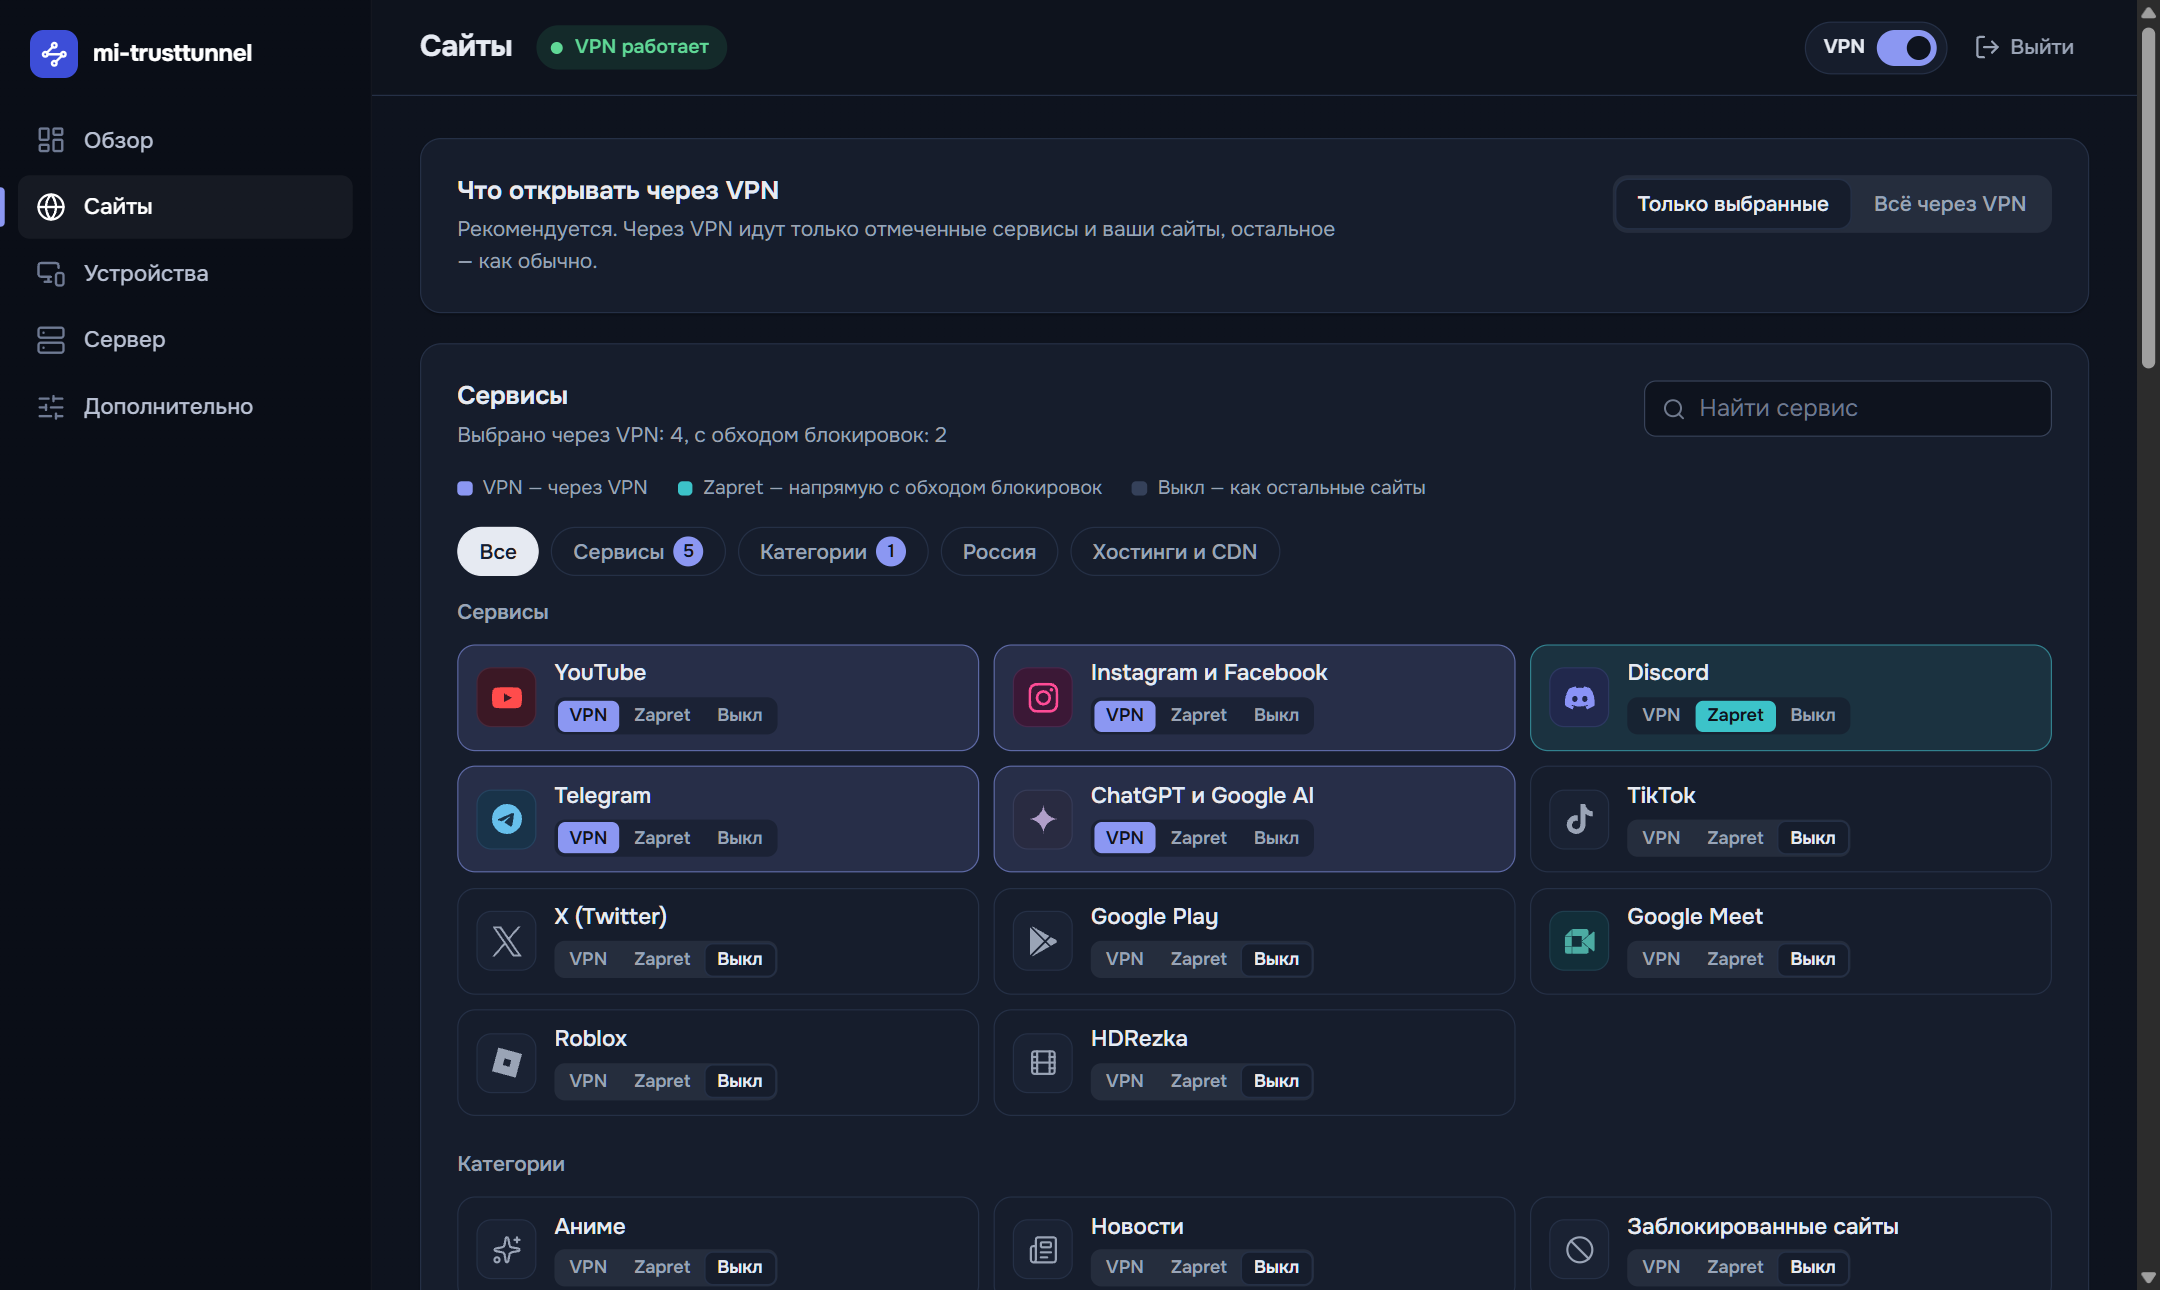 mi-trusttunnel
Обзор
Сайты
Устройства
Сервер
Дополнительно
Сайты
VPN работает
VPN
Выйти
Что открывать через VPN
Рекомендуется. Через VPN идут только отмеченные сервисы и ваши сайты, остальное
— как обычно.
Только выбранные
Всё через VPN
Сервисы
Выбрано через VPN: 4, с обходом блокировок: 2
Найти сервис
VPN — через VPN
Zapret — напрямую с обходом блокировок
Выкл — как остальные сайты
Все
Сервисы 5
Категории 1
Россия
Хостинги и CDN
Сервисы
YouTube
VPN Zapret Выкл
Instagram и Facebook
VPN Zapret Выкл
Discord
VPN Zapret Выкл
Telegram
VPN Zapret Выкл
ChatGPT и Google AI
VPN Zapret Выкл
TikTok
VPN Zapret Выкл
X (Twitter)
VPN Zapret Выкл
Google Play
VPN Zapret Выкл
Google Meet
VPN Zapret Выкл
Roblox
VPN Zapret Выкл
HDRezka
VPN Zapret Выкл
Категории
Аниме
VPN Zapret Выкл
Новости
VPN Zapret Выкл
Заблокированные сайты
VPN Zapret Выкл